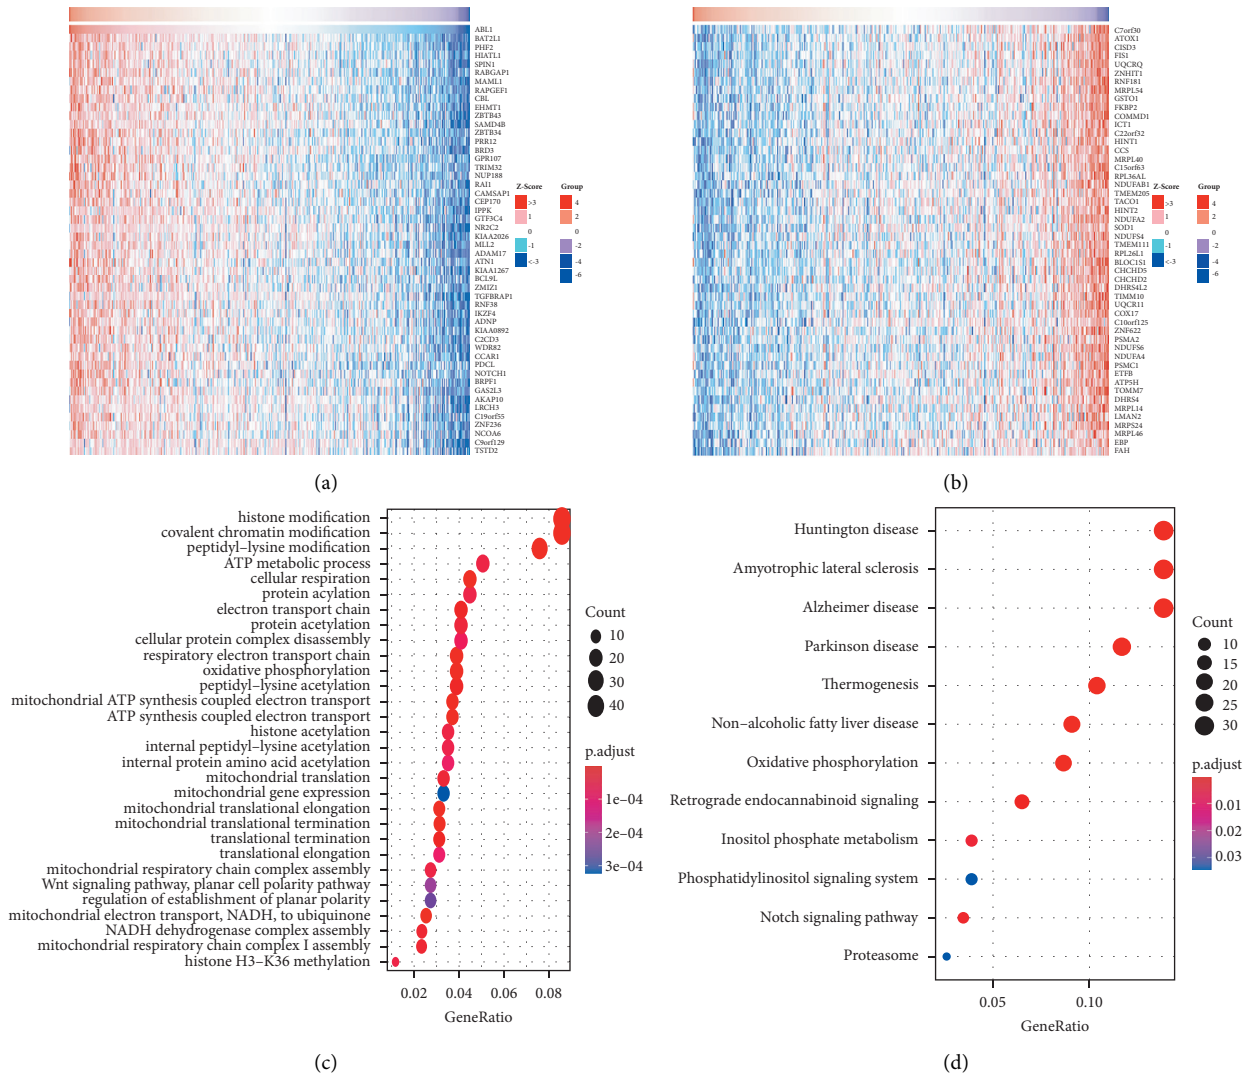 ABL1
BAT2L1
PHF2
HIATL1
SPIN1
RABGAP1
MAML1
RAPGEF1
CBL
EHMT1
ZBTB43
SAMD4B
ZBTB34
PRR12
BRD3
GPR107
TRIM32
NUP188
RAI1
CAMSAP1
CEP170
IPPK
GTF3C4
NR2C2
KIAA2026
MLL2
ADAM17
ATN1
KIAA1267
BCL9L
ZMIZ1
TGFBRAP1
RNF38
IKZF4
ADNP
KIAA0892
C2CD3
WDR82
CCAR1
PDCL
NOTCH1
BRPF1
GAS2L3
AKAP10
LRCH3
C19orf55
ZNF236
NCOA6
C9orf129
TSTD2
Z-Score
>3
1
0
-1
<-3
Group
4
2
0
-2
-4
-6
(a)
C7orf30
ATOX1
CISD3
FIS1
UQCRQ
ZNHIT1
RNF181
MRPL54
GSTO1
FKBP2
COMMD1
ICT1
C22orf32
HINT1
CCS
MRPL40
C15orf63
RPL36AL
NDUFAB1
TMEM205
TACO1
HINT2
NDUFA2
SOD1
NDUFS4
TMEM111
RPL26L1
BLOC1S1
CHCHD5
CHCHD2
DHRS4L2
TIMM10
UQCR11
COX17
C10orf125
ZNF622
PSMA2
NDUFS6
NDUFA4
PSMC1
ETFB
ATP5H
TOMM7
DHRS4
MRPL14
LMAN2
MRPS24
MRPL46
EBP
FAH
Z-Score
>3
1
0
-1
<-3
Group
4
2
0
-2
-4
-6
(b)
histone modification
covalent chromatin modification
peptidyl−lysine modification
ATP metabolic process
cellular respiration
protein acylation
electron transport chain
protein acetylation
cellular protein complex disassembly
respiratory electron transport chain
oxidative phosphorylation
peptidyl−lysine acetylation
mitochondrial ATP synthesis coupled electron transport
ATP synthesis coupled electron transport
histone acetylation
internal peptidyl−lysine acetylation
internal protein amino acid acetylation
mitochondrial translation
mitochondrial gene expression
mitochondrial translational elongation
mitochondrial translational termination
translational termination
translational elongation
mitochondrial respiratory chain complex assembly
Wnt signaling pathway, planar cell polarity pathway
regulation of establishment of planar polarity
mitochondrial electron transport, NADH, to ubiquinone
NADH dehydrogenase complex assembly
mitochondrial respiratory chain complex I assembly
histone H3−K36 methylation
0.02 0.04 0.06 0.08
GeneRatio
Count
10
20
30
40
p.adjust
1e−04
2e−04
3e−04
(c)
Huntington disease
Amyotrophic lateral sclerosis
Alzheimer disease
Parkinson disease
Thermogenesis
Non−alcoholic fatty liver disease
Oxidative phosphorylation
Retrograde endocannabinoid signaling
Inositol phosphate metabolism
Phosphatidylinositol signaling system
Notch signaling pathway
Proteasome
0.05 0.10
GeneRatio
Count
10
15
20
25
30
p.adjust
0.01
0.02
0.03
(d)